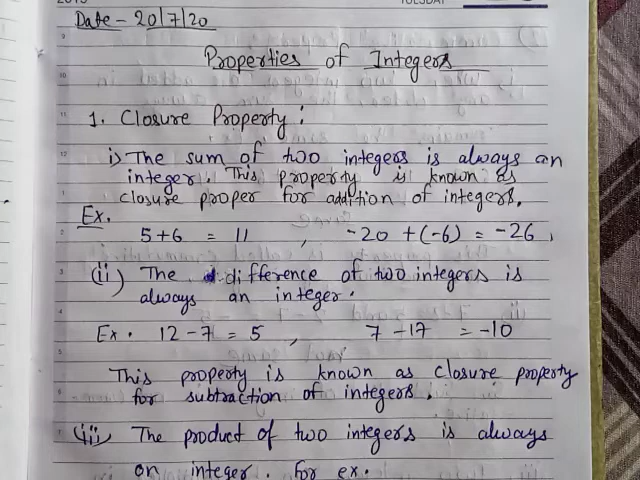 TUESDAY
Date - 20/7/20
Properties of Integers
1. Closure Property :
i) The sum of two integers is always an
integer. This property is known as
closure proper for addition of integers.
Ex.
5+6 = 11 , -20 +(-6) = -26,
(ii) The difference of two integers is
always an integer.
Ex. 12-7 = 5 , 7-17 = -10
This property is known as closure property
for subtraction of integers.
(iii) The product of two integers is always
an integer. For ex.